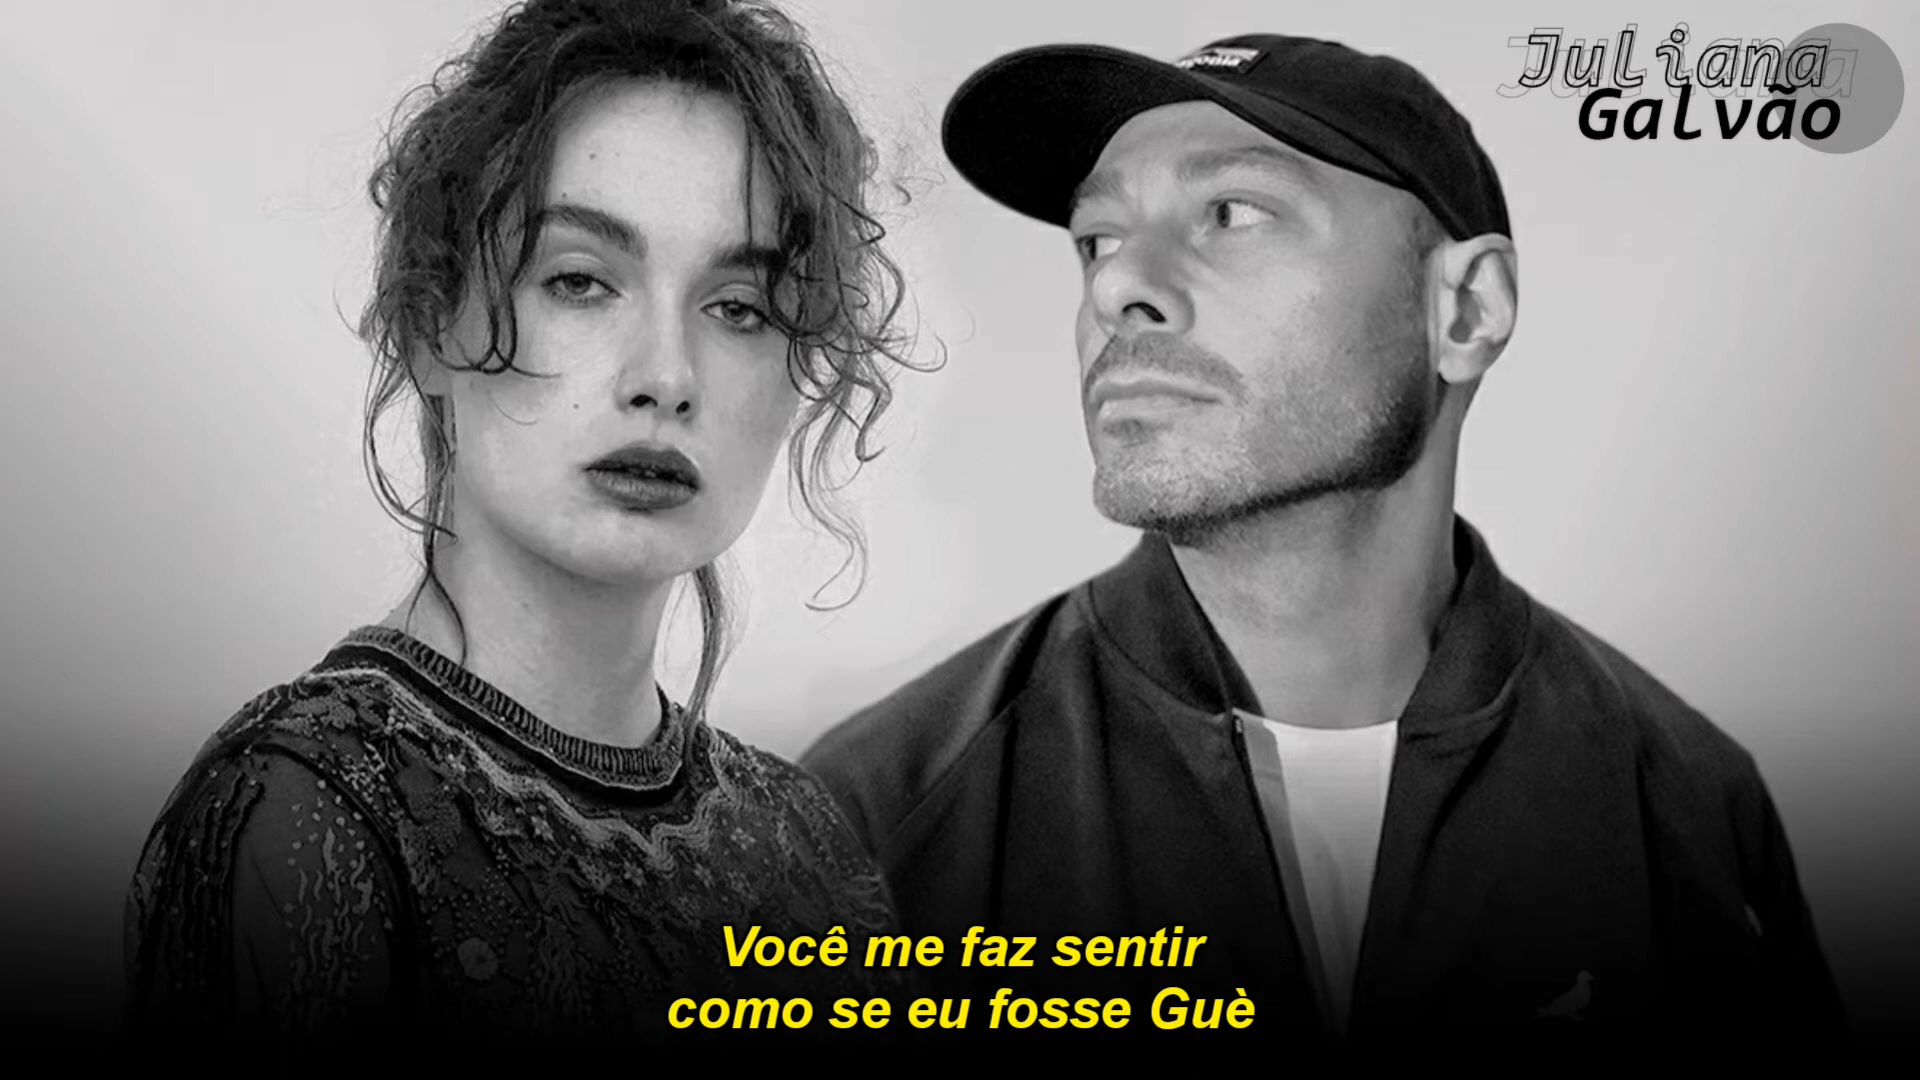 Juliana
Galvão
Você me faz sentir
como se eu fosse Guè